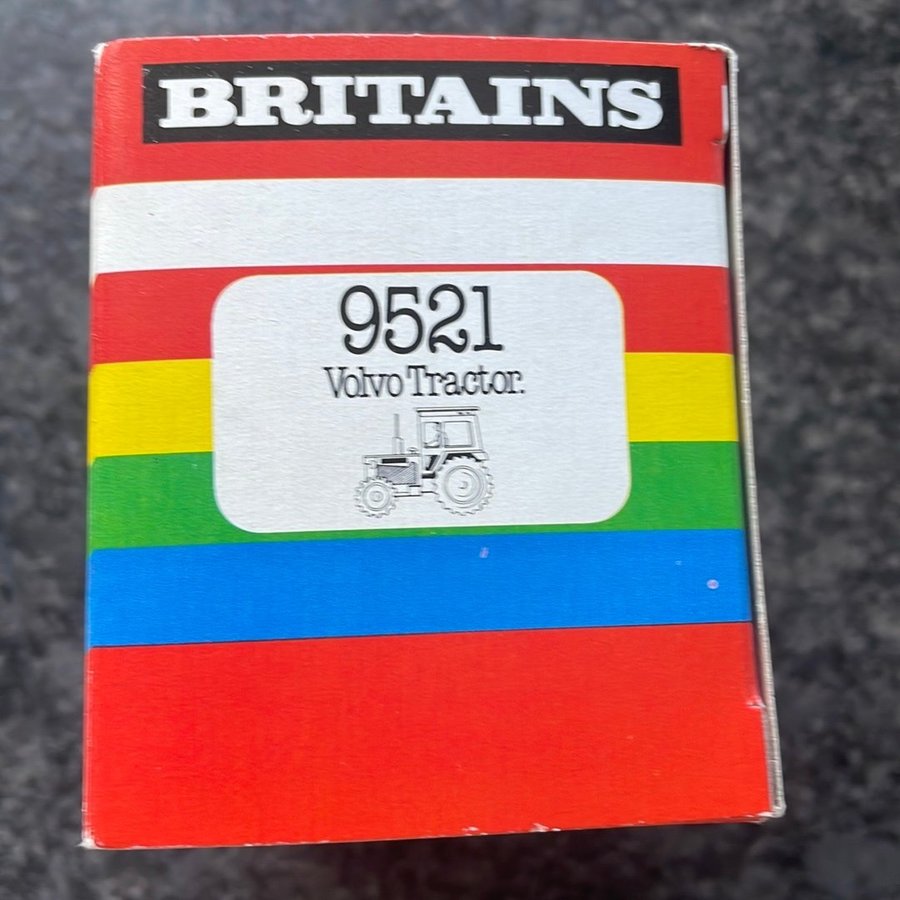 BRITAINS
9521
Volvo Tractor.